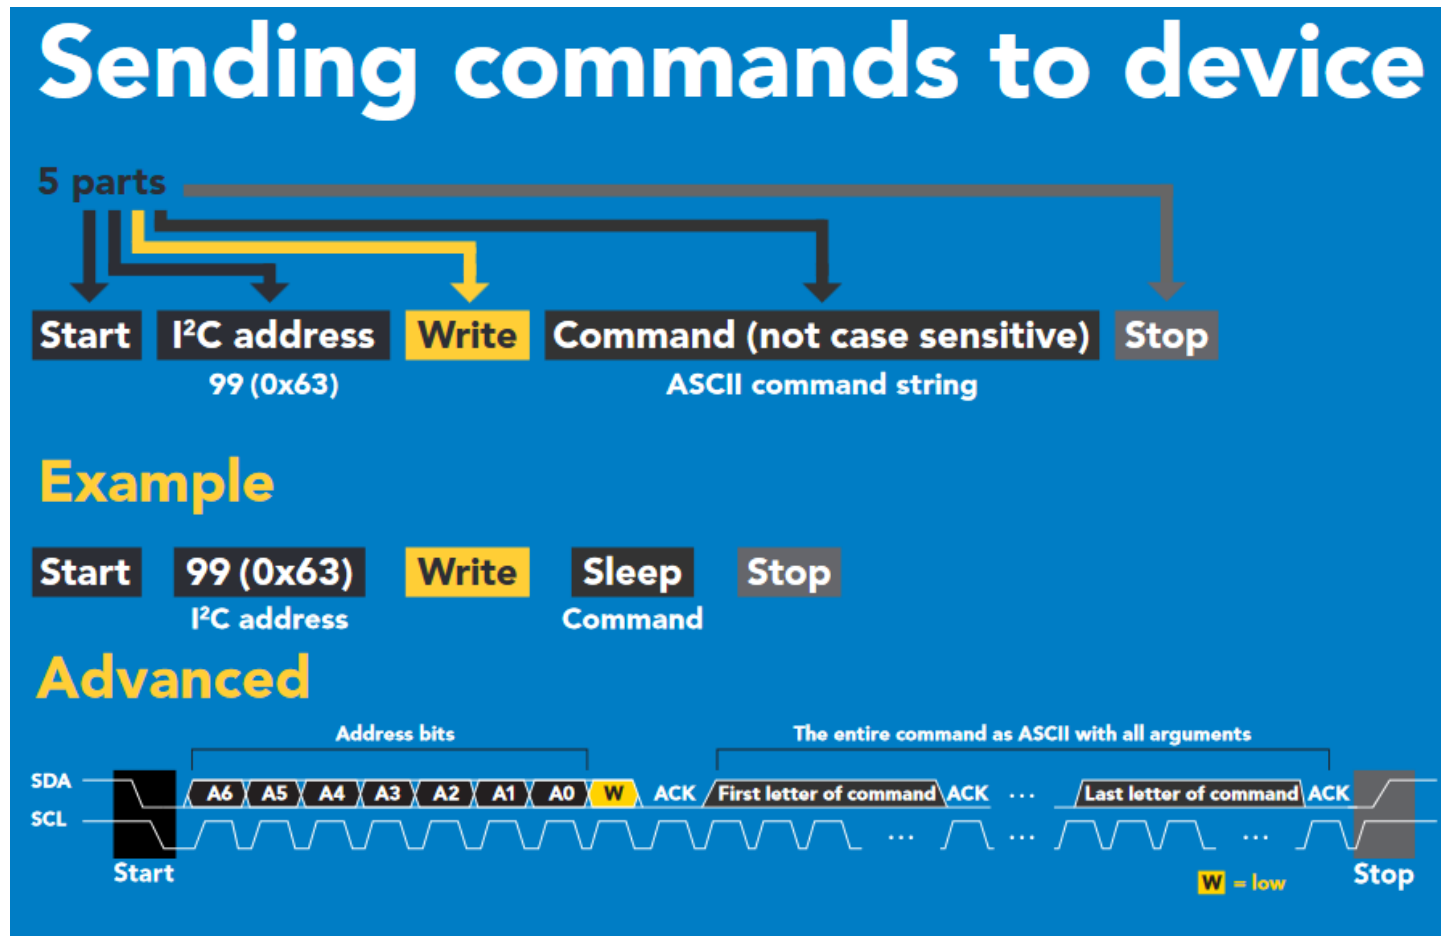 Sending commands to device
5 parts
Start I²C address Write Command (not case sensitive) Stop
99 (0x63) ASCII command string
Example
Start 99 (0x63) Write Sleep Stop
I²C address Command
Advanced
Address bits The entire command as ASCII with all arguments
SDA A6 A5 A4 A3 A2 A1 A0 W ACK First letter of command ACK ... Last letter of command ACK
SCL ... ... ...
Start W = low Stop